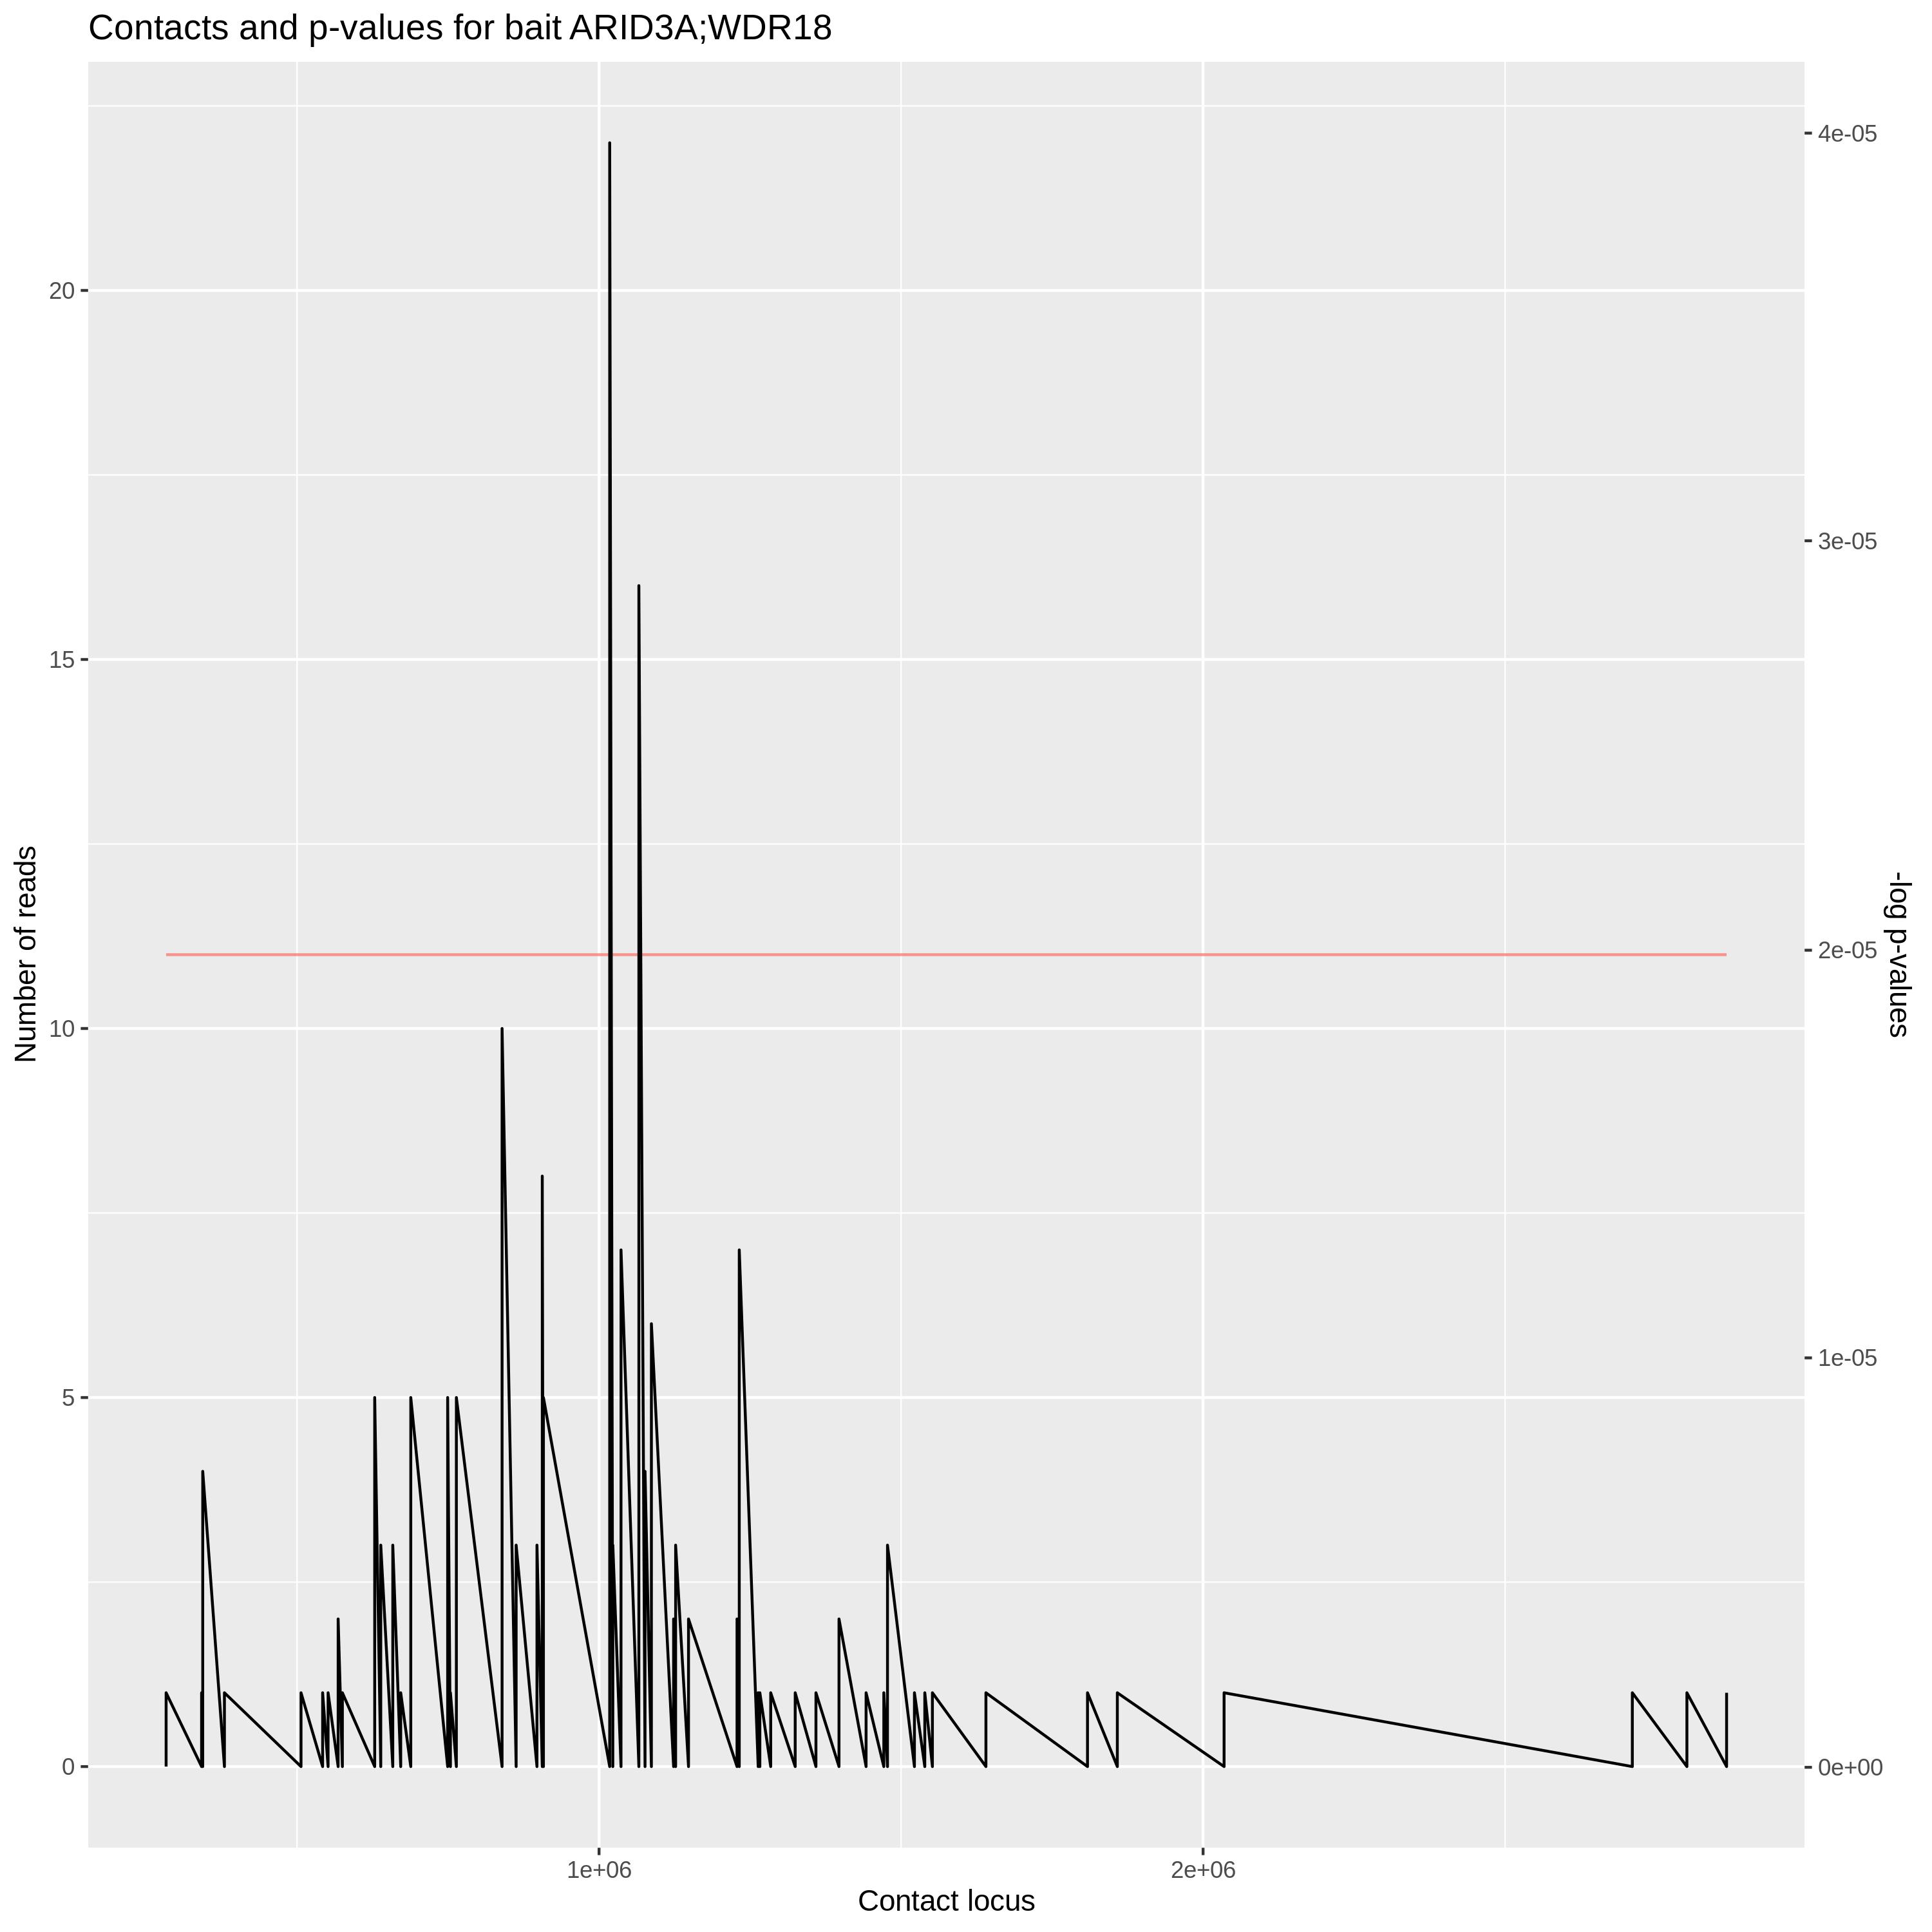 Contacts and p-values for bait ARID3A;WDR18
Number of reads
20
15
10
5
0
4e-05
3e-05
2e-05
1e-05
0e+00
-log p-values
1e+06
2e+06
Contact locus